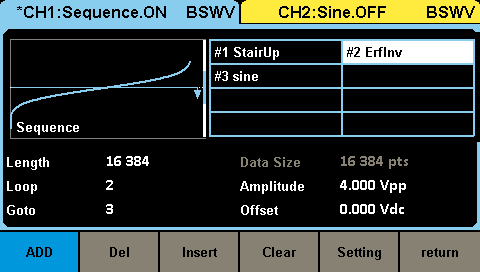 *CH1:Sequence.ON BSWV CH2:Sine.OFF BSWV
#1 StairUp #2 ErfInv
#3 sine
Sequence
Length 16 384 Data Size 16 384 pts
Loop 2 Amplitude 4.000 Vpp
Goto 3 Offset 0.000 Vdc
ADD Del Insert Clear Setting return